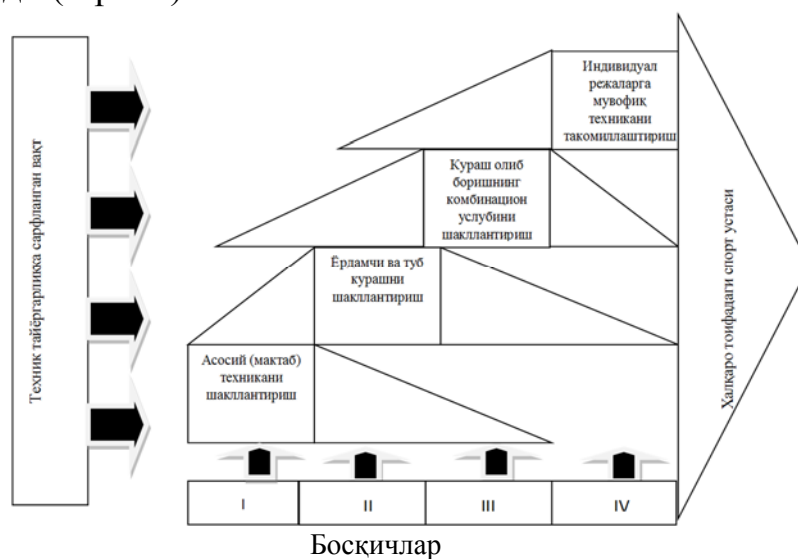 Техник тайёргарликка сарфланган вақт
Индивидуал
режаларга
мувофиқ
техникани
такомиллаштириш
Кураш олиб
боришнинг
комбинацион
услубини
шакллантириш
Ёрдамчи ва туб
курашни
шакллантириш
Асосий (мактаб)
техникани
шакллантириш
Халқаро тоифадаги спорт устаси
I
II
III
IV
Босқичлар